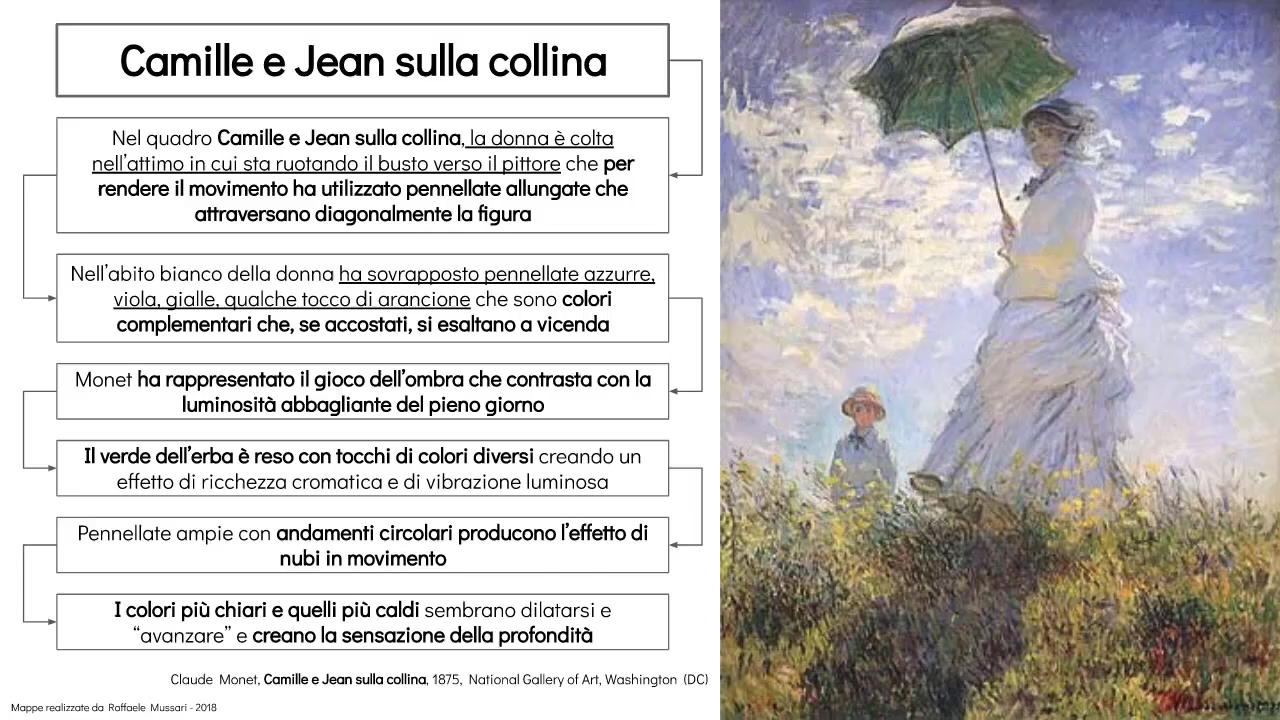 Camille e Jean sulla collina
Nel quadro Camille e Jean sulla collina, la donna è colta
nell'attimo in cui sta ruotando il busto verso il pittore che per
rendere il movimento ha utilizzato pennellate allungate che
attraversano diagonalmente la figura
Nell'abito bianco della donna ha sovrapposto pennellate azzurre,
viola, gialle, qualche tocco di arancione che sono colori
complementari che, se accostati, si esaltano a vicenda
Monet ha rappresentato il gioco dell'ombra che contrasta con la
luminosità abbagliante del pieno giorno
Il verde dell'erba è reso con tocchi di colori diversi creando un
effetto di ricchezza cromatica e di vibrazione luminosa
Pennellate ampie con andamenti circolari producono l'effetto di
nubi in movimento
I colori più chiari e quelli più caldi sembrano dilatarsi e
“avanzare” e creano la sensazione della profondità
Claude Monet, Camille e Jean sulla collina, 1875, National Gallery of Art, Washington (DC)
Mappe realizzate da Raffaele Mussari - 2018